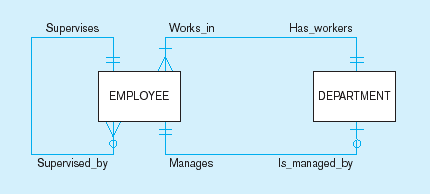 Supervises
Works_in
Has_workers
EMPLOYEE
DEPARTMENT
Supervised_by
Manages
Is_managed_by